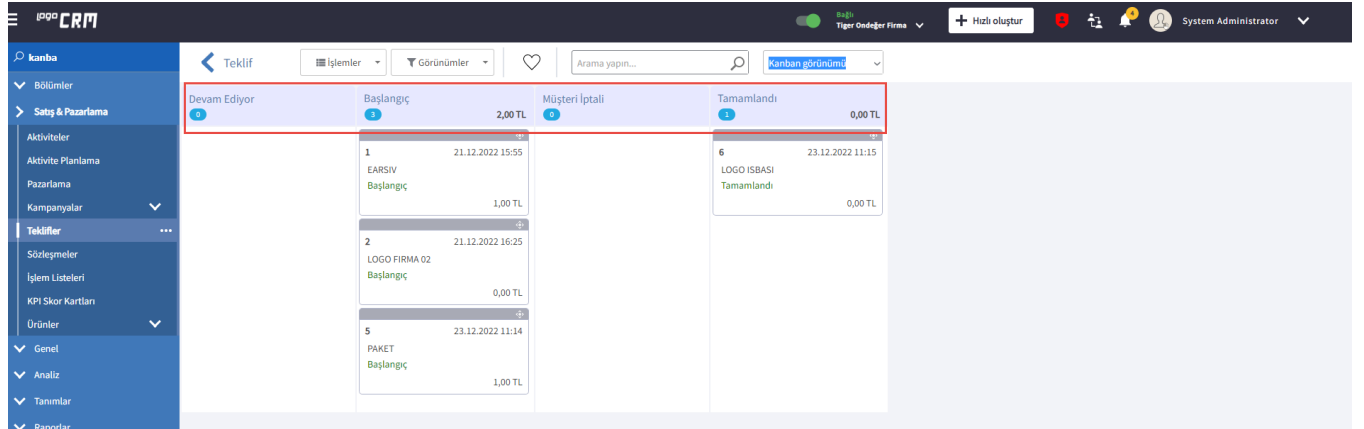 logo CRM
Bağlı
Tiger Ondeğer Firma
Hızlı oluştur
4
System Administrator
kanba
Bölümler
Satış & Pazarlama
Aktiviteler
Aktivite Planlama
Pazarlama
Kampanyalar
Teklifler
Sözleşmeler
İşlem Listeleri
KPI Skor Kartları
Ürünler
Genel
Analiz
Tanımlar
Raporlar
Teklif
İşlemler
Görünümler
Arama yapın...
Kanban görünümü
Devam Ediyor
0
Başlangıç
3 2,00 TL
Müşteri İptali
0
Tamamlandı
1 0,00 TL
1 21.12.2022 15:55
EARSIV
Başlangıç
1,00 TL
2 21.12.2022 16:25
LOGO FIRMA 02
Başlangıç
0,00 TL
5 23.12.2022 11:14
PAKET
Başlangıç
1,00 TL
6 23.12.2022 11:15
LOGO ISBASI
Tamamlandı
0,00 TL